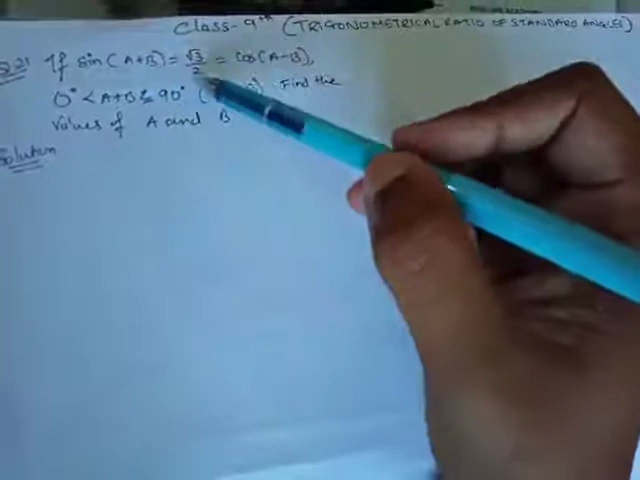 Class-9th (TRIGONOMETRICAL RATIO OF STANDARD ANGLES)
Q.21 If sin(A+B) = √3/2 = Cos(A-B),
0° < A+B ≤ 90° ( Find the
Values of A and B
Solution